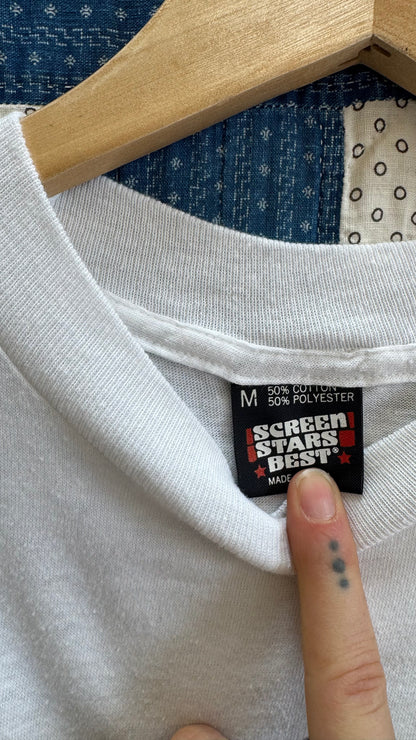 M 50% COTTON
50% POLYESTER
SCREEN
STARS
BEST®
MADE